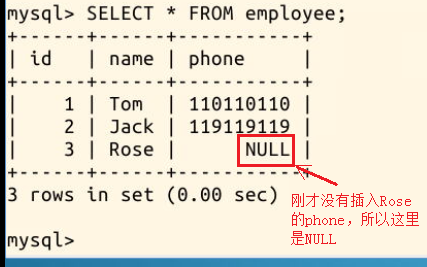 mysql> SELECT * FROM employee;
+------+------+-----------+
| id   | name | phone     |
+------+------+-----------+
|    1 | Tom  | 110110110 |
|    2 | Jack | 119119119 |
|    3 | Rose |      NULL |
+------+------+-----------+
3 rows in set (0.00 sec)
刚才没有插入Rose
的phone，所以这里
是NULL
mysql>